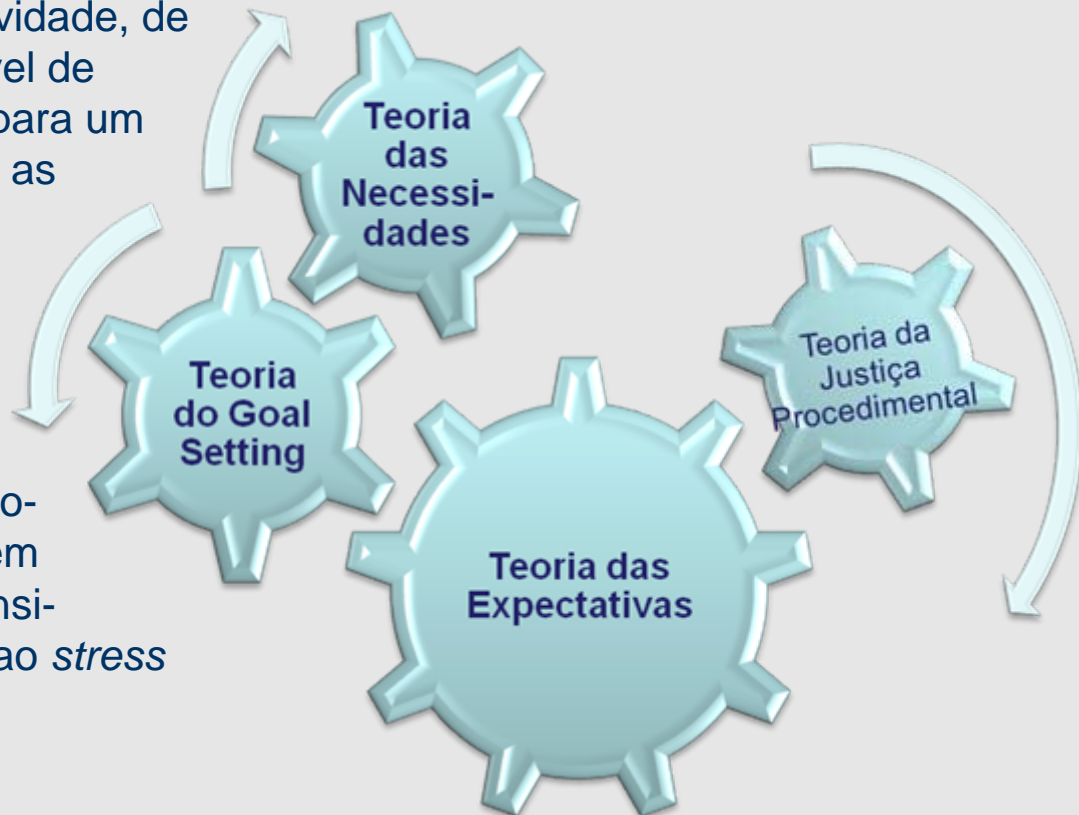 vidade, de
vel de
para um
as
Teoria
das
Necessi-
dades
Teoria da
Justiça
Procedimental
Teoria
do Goal
Setting
o-
em
nsi-
ao stress
Teoria das
Expectativas